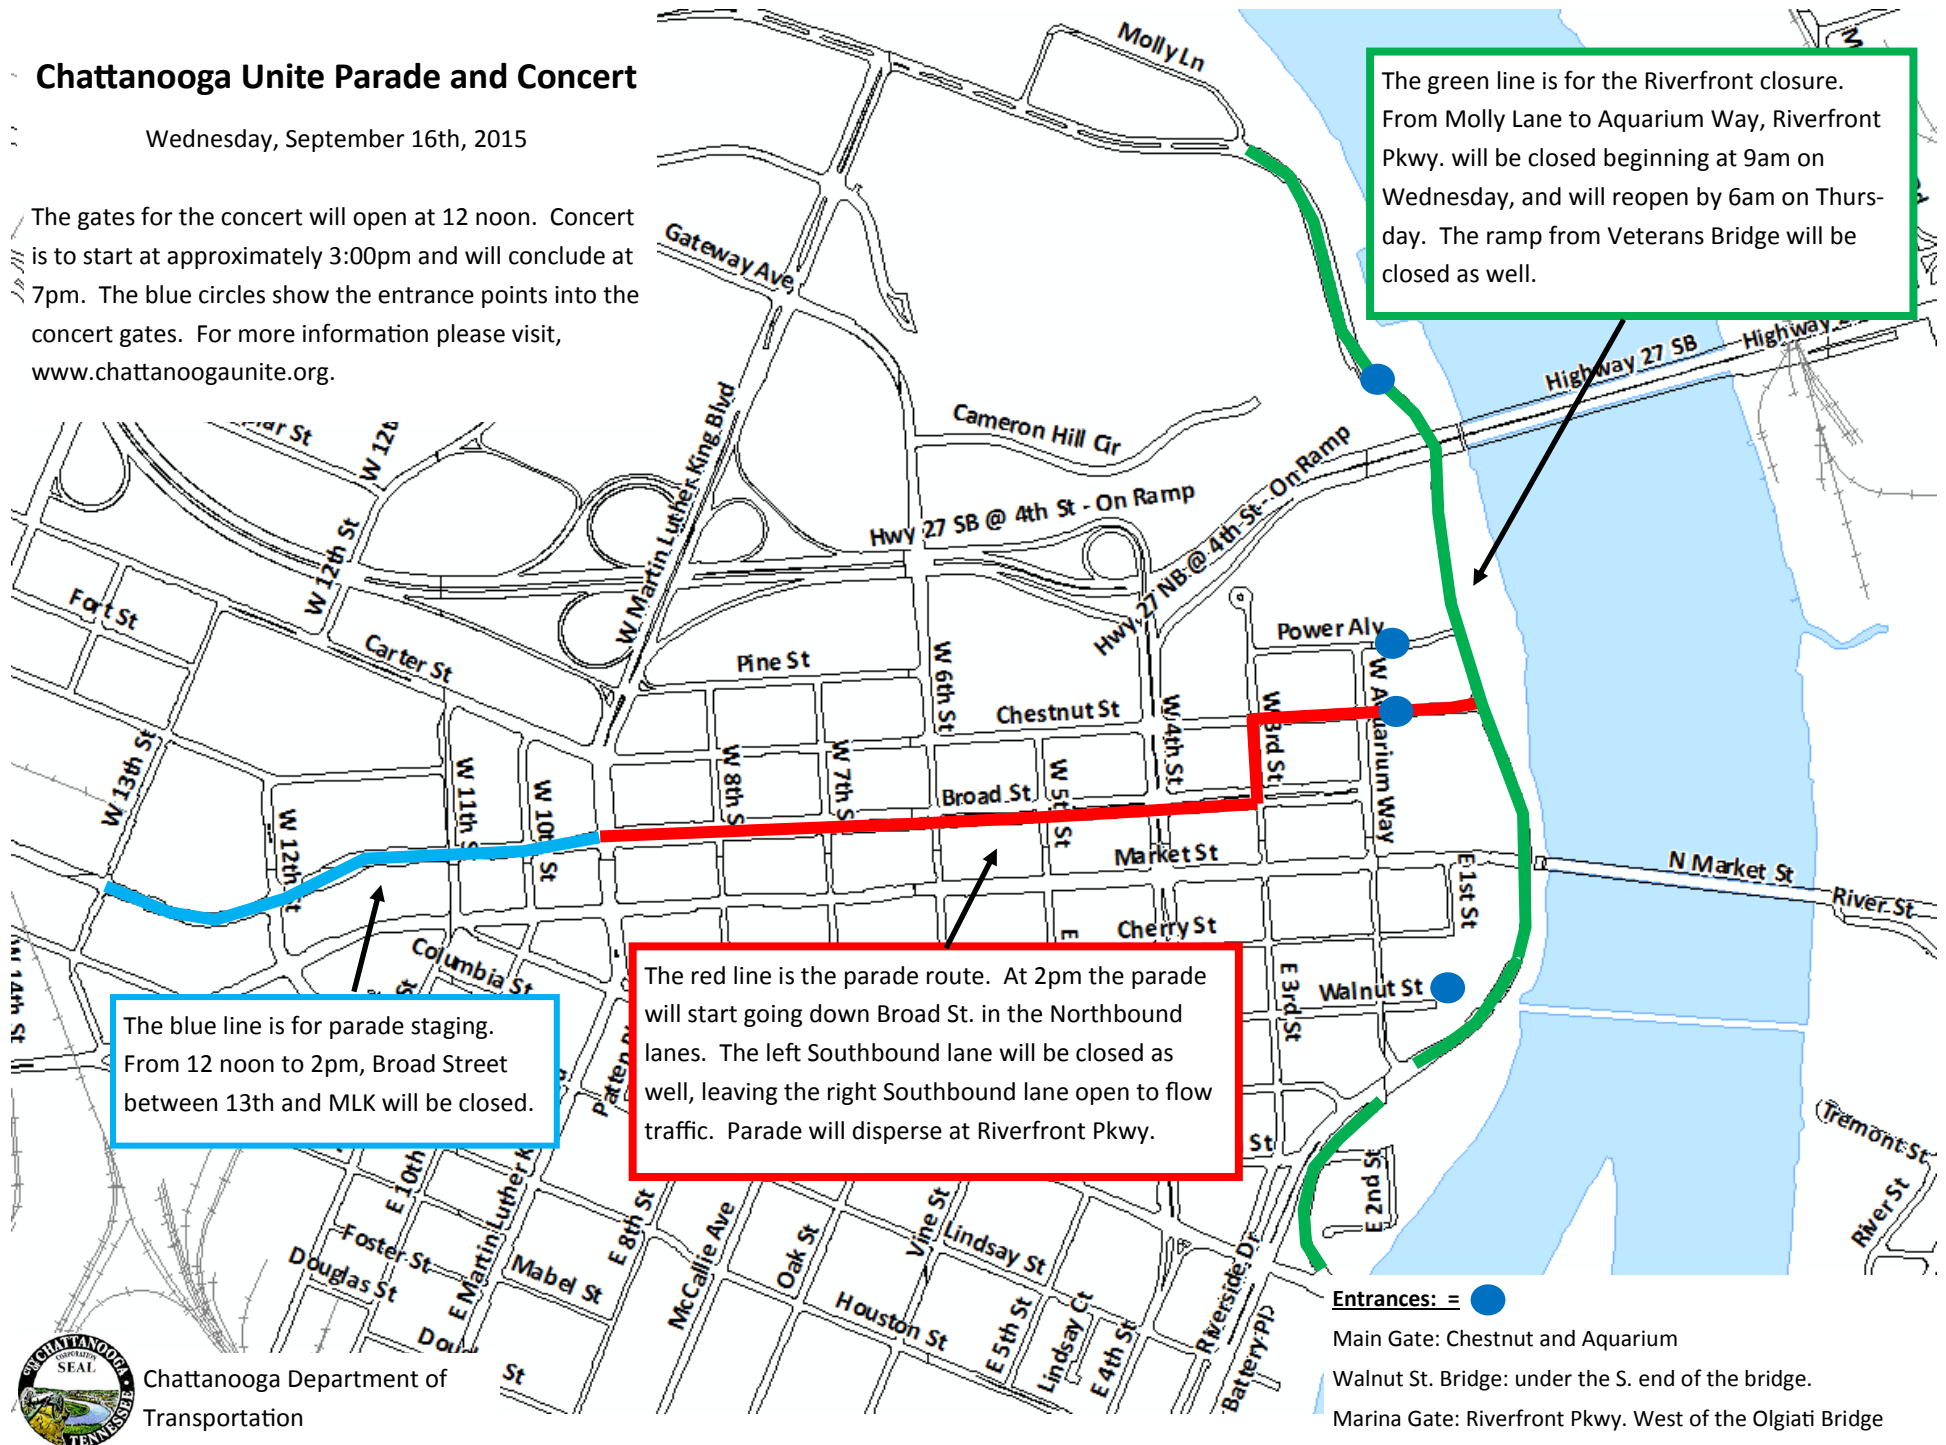 Chattanooga Unite Parade and Concert
Wednesday, September 16th, 2015
The gates for the concert will open at 12 noon. Concert
is to start at approximately 3:00pm and will conclude at
7pm. The blue circles show the entrance points into the
concert gates. For more information please visit,
www.chattanoogaunite.org.
The green line is for the Riverfront closure.
From Molly Lane to Aquarium Way, Riverfront
Pkwy. will be closed beginning at 9am on
Wednesday, and will reopen by 6am on Thurs-
day. The ramp from Veterans Bridge will be
closed as well.
Molly Ln
Gateway Ave
Highway 27 SB
Highway
W 12th St
W Martin Luther King Blvd
Cameron Hill Cir
Hwy 27 SB @ 4th St - On Ramp
Hwy 27 NB @ 4th St - On Ramp
Fort St
Carter St
Pine St
W 6th St
Power Aly
Chestnut St
W 4th St
W 3rd St
W Aquarium Way
W 13th St
W 12th St
W 11th St
W 10th St
W 8th S
W 7th S
Broad St
W 5th St
Market St
E 1st St
N Market St
River St
Cherry St
E
Columbia St
W 14th St
Walnut St
E 3rd St
The blue line is for parade staging.
From 12 noon to 2pm, Broad Street
between 13th and MLK will be closed.
The red line is the parade route. At 2pm the parade
will start going down Broad St. in the Northbound
lanes. The left Southbound lane will be closed as
well, leaving the right Southbound lane open to flow
traffic. Parade will disperse at Riverfront Pkwy.
Patten
St
E 2nd St
Tremont St
River St
E 10th
E Martin Luther K
E 8th St
McCallie Ave
Oak St
Vine St
Lindsay St
Riverside Dr
Foster St
Douglas St
Mabel St
Houston St
E 5th St
Lindsay Ct
E 4th St
Battery Pl
St
Entrances: =
Main Gate: Chestnut and Aquarium
Walnut St. Bridge: under the S. end of the bridge.
Marina Gate: Riverfront Pkwy. West of the Olgiati Bridge
CITY OF CHATTANOOGA
CORPORATION
SEAL
TENNESSEE
Chattanooga Department of
Transportation